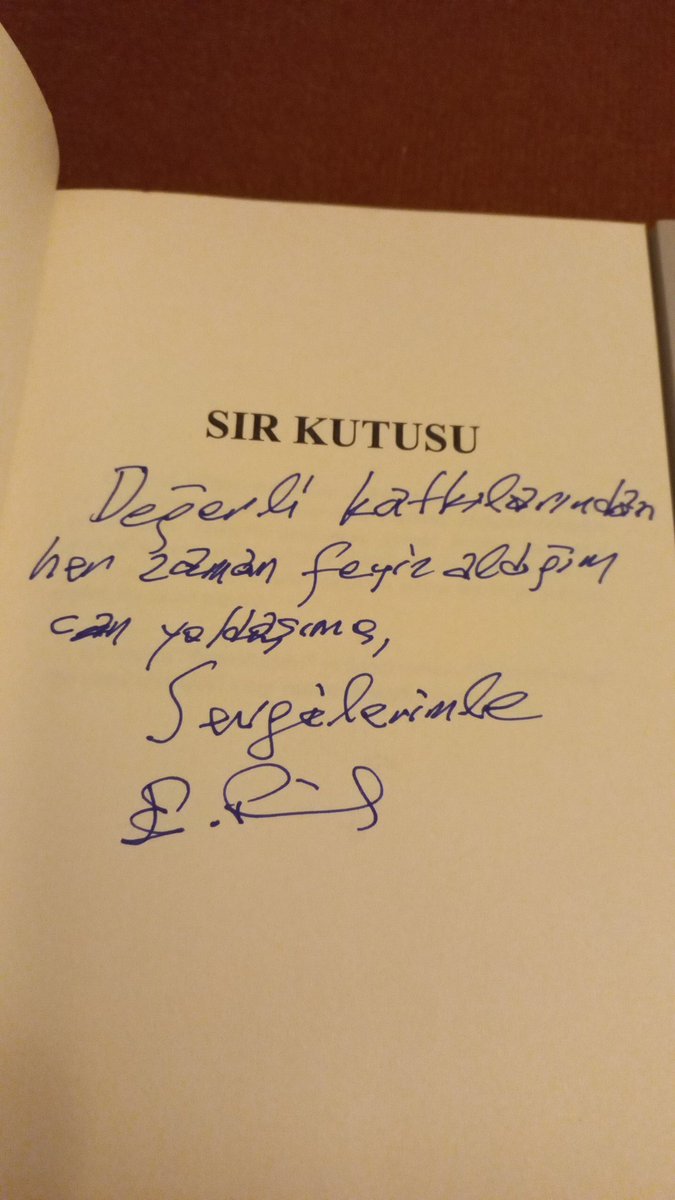 SIR KUTUSU
Değerli katkılarından
her zaman feyiz aldığım
can yoldaşıma,
Sevgilerimle